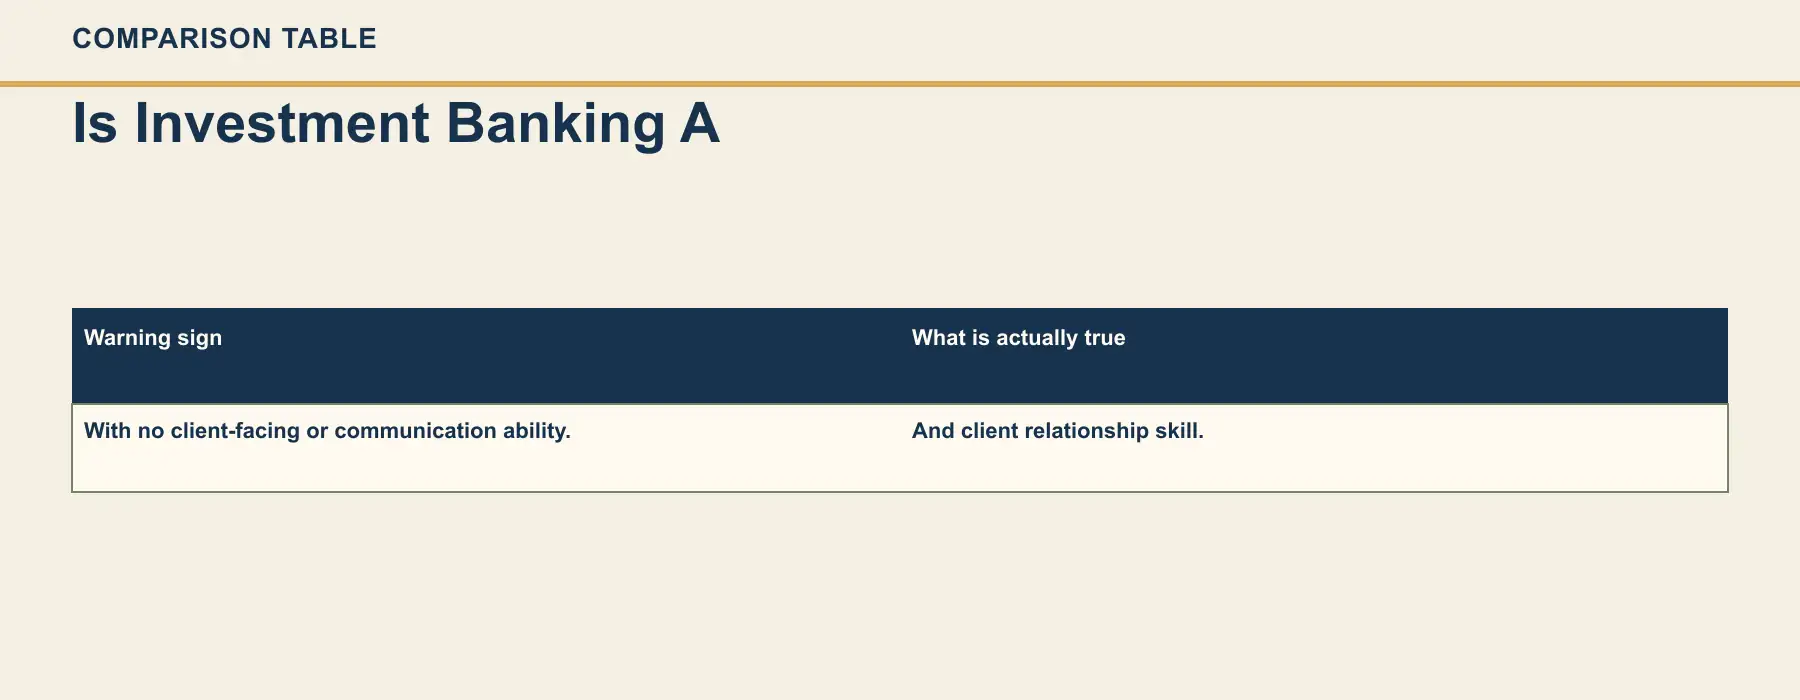 COMPARISON TABLE
Is Investment Banking A
Warning sign What is actually true
With no client-facing or communication ability. And client relationship skill.